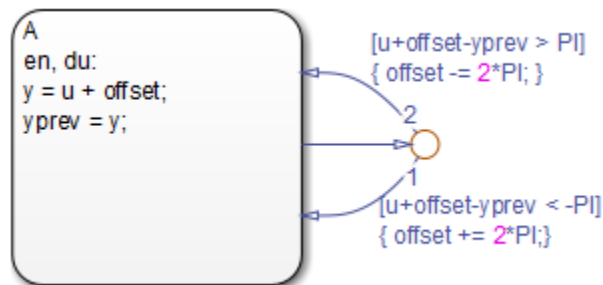 A
en, du:
y = u + offset;
yprev = y;
[u+offset-yprev > PI]
{ offset -= 2*PI; }
2
1
[u+offset-yprev < -PI]
{ offset += 2*PI;}